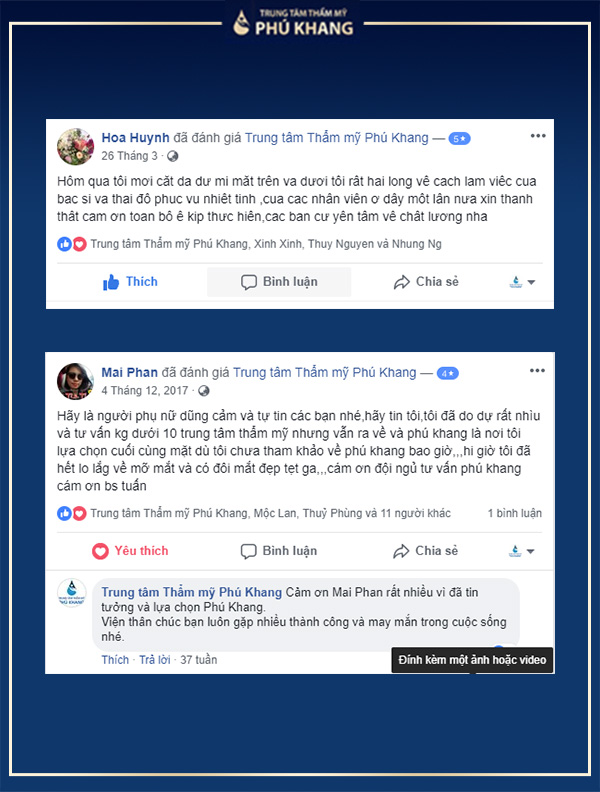 TRUNG TÂM THẨM MỸ
PHÚ KHANG
Hoa Huynh đã đánh giá Trung tâm Thẩm mỹ Phú Khang — 5★
26 Tháng 3 ·
Hôm qua tôi mơi cắt da dư mi măt trên va dươi tôi rât hai long vê cach lam viêc cua
bac si va thai đô phuc vu nhiêt tinh ,cua các nhân viên ơ dây môt lân nưa xin thanh
thât cam ơn toan bô ê kip thưc hiên,các ban cư yên tâm vê chât lương nha
Trung tâm Thẩm mỹ Phú Khang, Xinh Xinh, Thuy Nguyen và Nhung Ng
Thích Bình luận Chia sẻ
Mai Phan đã đánh giá Trung tâm Thẩm mỹ Phú Khang — 4★
4 Tháng 12, 2017 ·
Hãy là người phụ nữ dũng cảm và tự tin các bạn nhé,hãy tin tôi,tôi đã do dự rất nhìu
và tư vấn kg dưới 10 trung tâm thẩm mỹ nhưng vẫn ra về và phú khang là nơi tôi
lựa chọn cuối cùng mặt dù tôi chưa tham khảo về phú khang bao giờ,,,hi giờ tôi đã
hết lo lắg về mỡ mắt và có đôi mắt đẹp tẹt ga,,,cám ơn đội ngủ tư vấn phú khang
cám ơn bs tuấn
Trung tâm Thẩm mỹ Phú Khang, Mộc Lan, Thuỷ Phùng và 11 người khác 1 bình luận
Yêu thích Bình luận Chia sẻ
Trung tâm Thẩm mỹ Phú Khang Cảm ơn Mai Phan rất nhiều vì đã tin
tưởng và lựa chọn Phú Khang.
Viện thân chúc bạn luôn gặp nhiều thành công và may mắn trong cuộc sống
nhé.
Thích · Trả lời · 37 tuần
Đính kèm một ảnh hoặc video